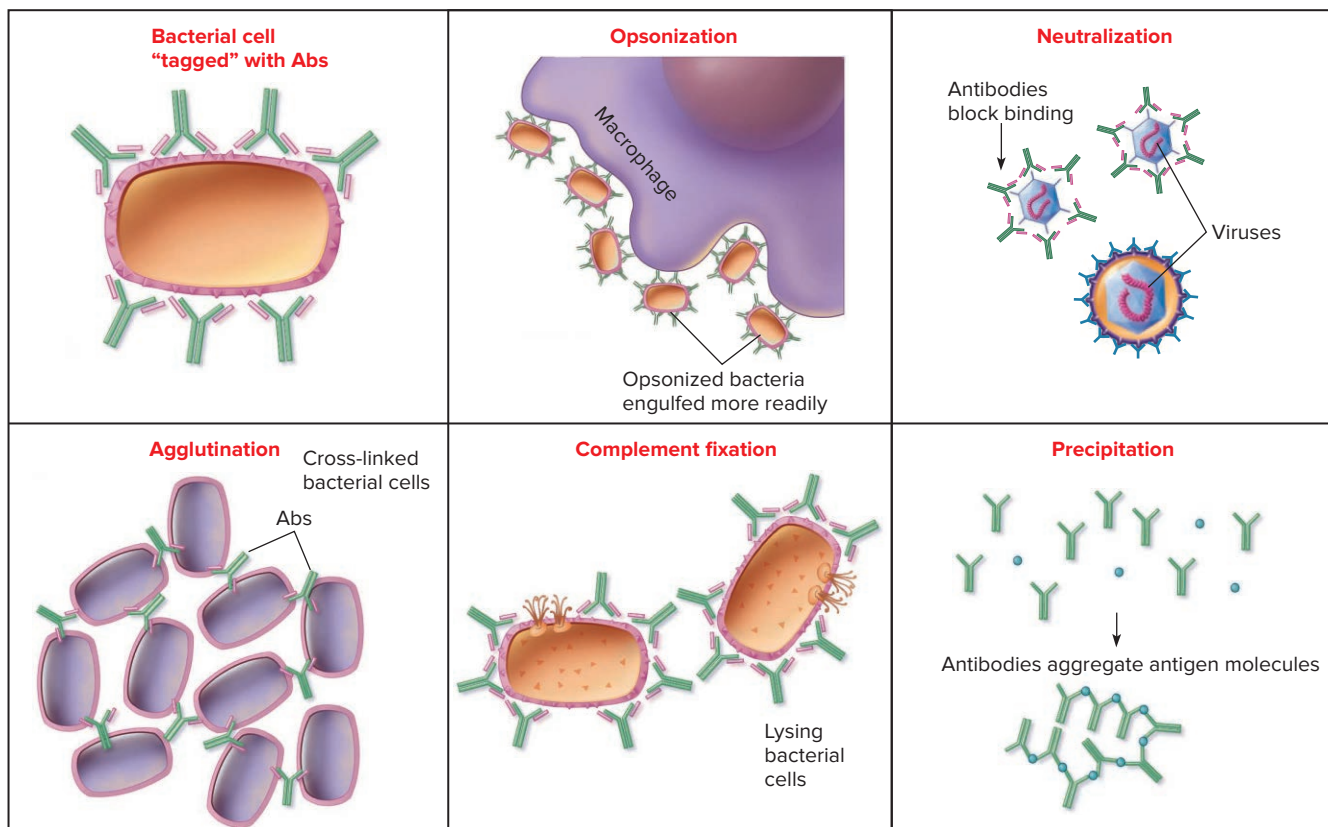 Bacterial cell
“tagged” with Abs
Opsonization
Macrophage
Opsonized bacteria
engulfed more readily
Neutralization
Antibodies
block binding
Viruses
Agglutination
Cross-linked
bacterial cells
Abs
Complement fixation
Lysing
bacterial
cells
Precipitation
Antibodies aggregate antigen molecules